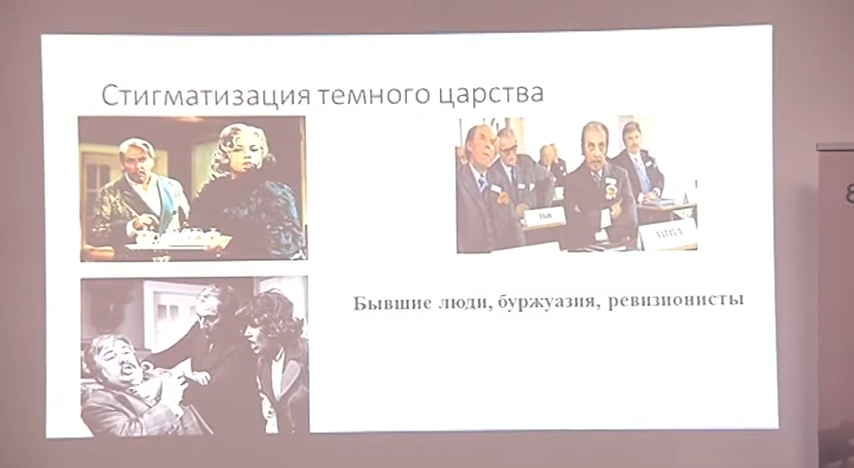 Стигматизация темного царства
Бывшие люди, буржуазия, ревизионисты